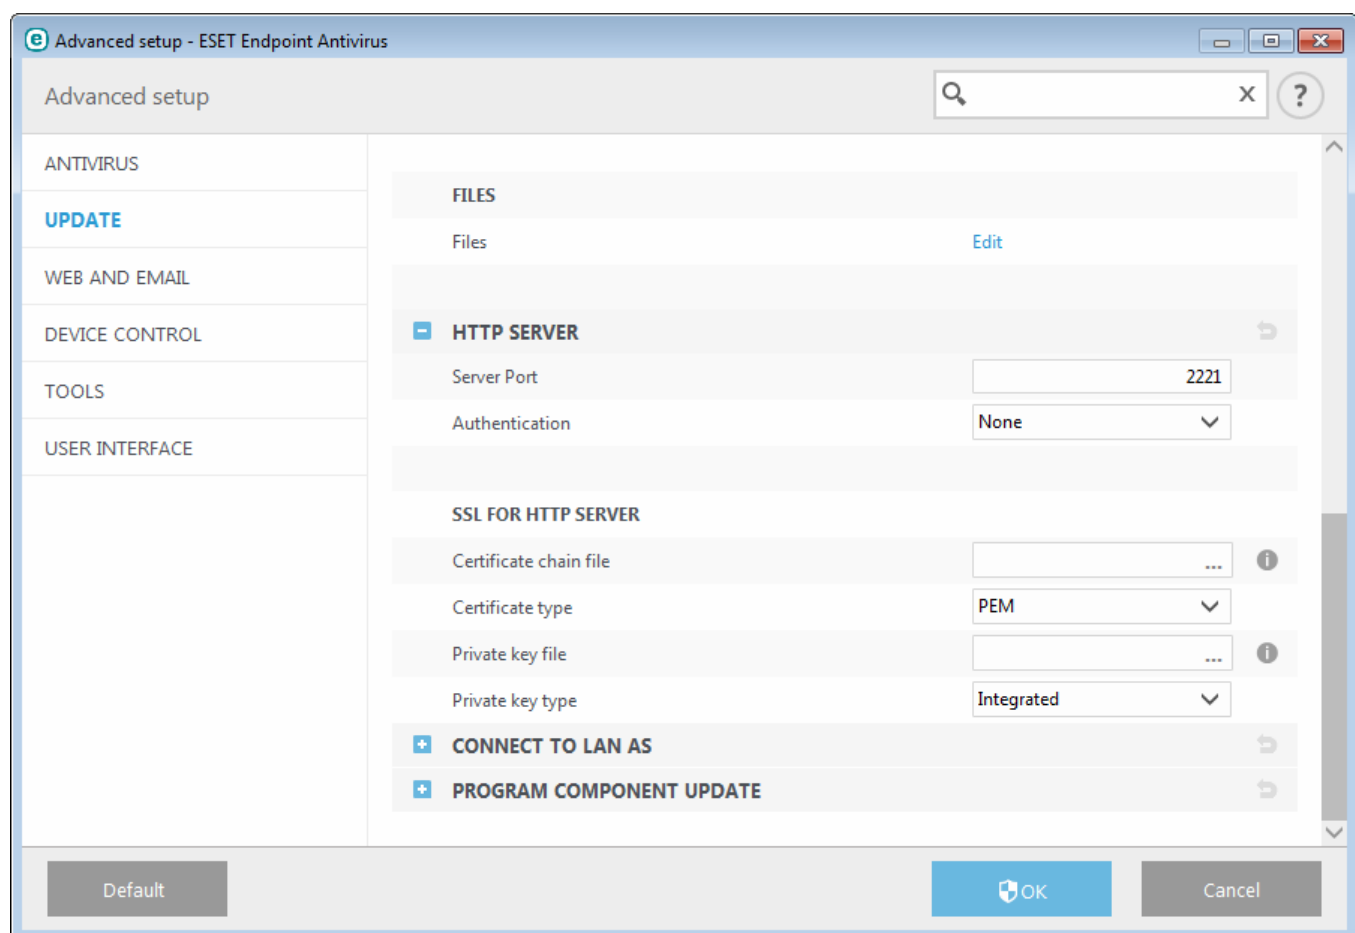 Advanced setup - ESET Endpoint Antivirus
Advanced setup
ANTIVIRUS
UPDATE
WEB AND EMAIL
DEVICE CONTROL
TOOLS
USER INTERFACE
FILES
Files Edit
HTTP SERVER
Server Port 2221
Authentication None
SSL FOR HTTP SERVER
Certificate chain file ...
Certificate type PEM
Private key file ...
Private key type Integrated
CONNECT TO LAN AS
PROGRAM COMPONENT UPDATE
Default OK Cancel